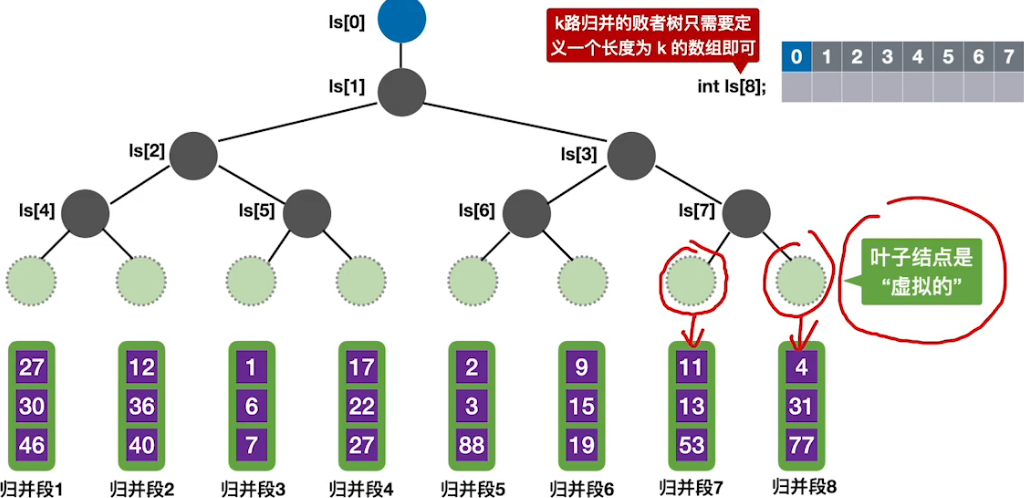 ls[0]
k路归并的败者树只需要定
义一个长度为 k 的数组即可
0 1 2 3 4 5 6 7
ls[1]
int ls[8];
ls[2]
ls[3]
ls[4]
ls[5]
ls[6]
ls[7]
叶子结点是
“虚拟的”
27 12 1 17 2 9 11 4
30 36 6 22 3 15 13 31
46 40 7 27 88 19 53 77
归并段1 归并段2 归并段3 归并段4 归并段5 归并段6 归并段7 归并段8